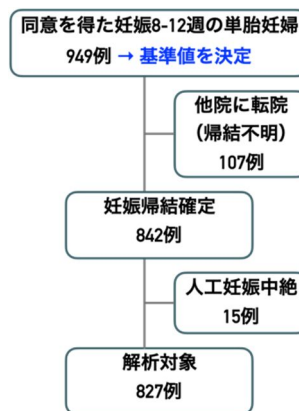 同意を得た妊娠8-12週の単胎妊婦
949例 → 基準値を決定
他院に転院
（帰結不明）
107例
妊娠帰結確定
842例
人工妊娠中絶
15例
解析対象
827例